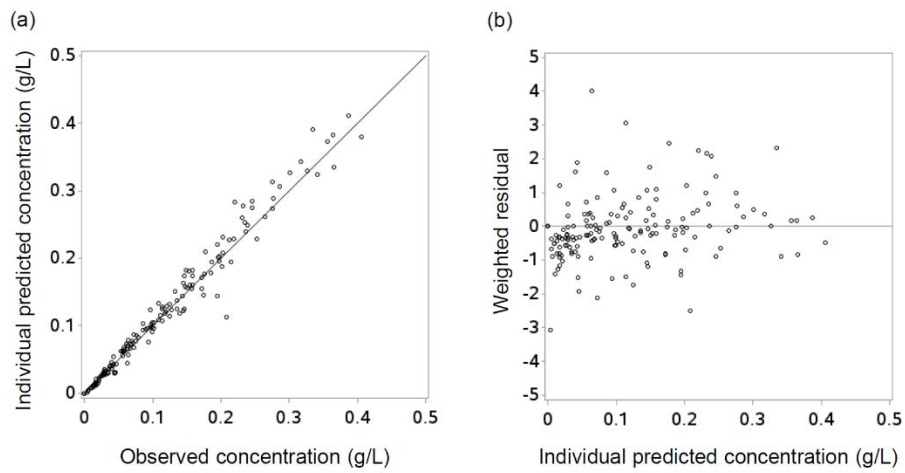 (a)
Individual predicted concentration (g/L)
0.5
0.4
0.3
0.2
0.1
0
0 0.1 0.2 0.3 0.4 0.5
Observed concentration (g/L)
(b)
Weighted residual
5
4
3
2
1
0
-1
-2
-3
-4
-5
0 0.1 0.2 0.3 0.4 0.5
Individual predicted concentration (g/L)